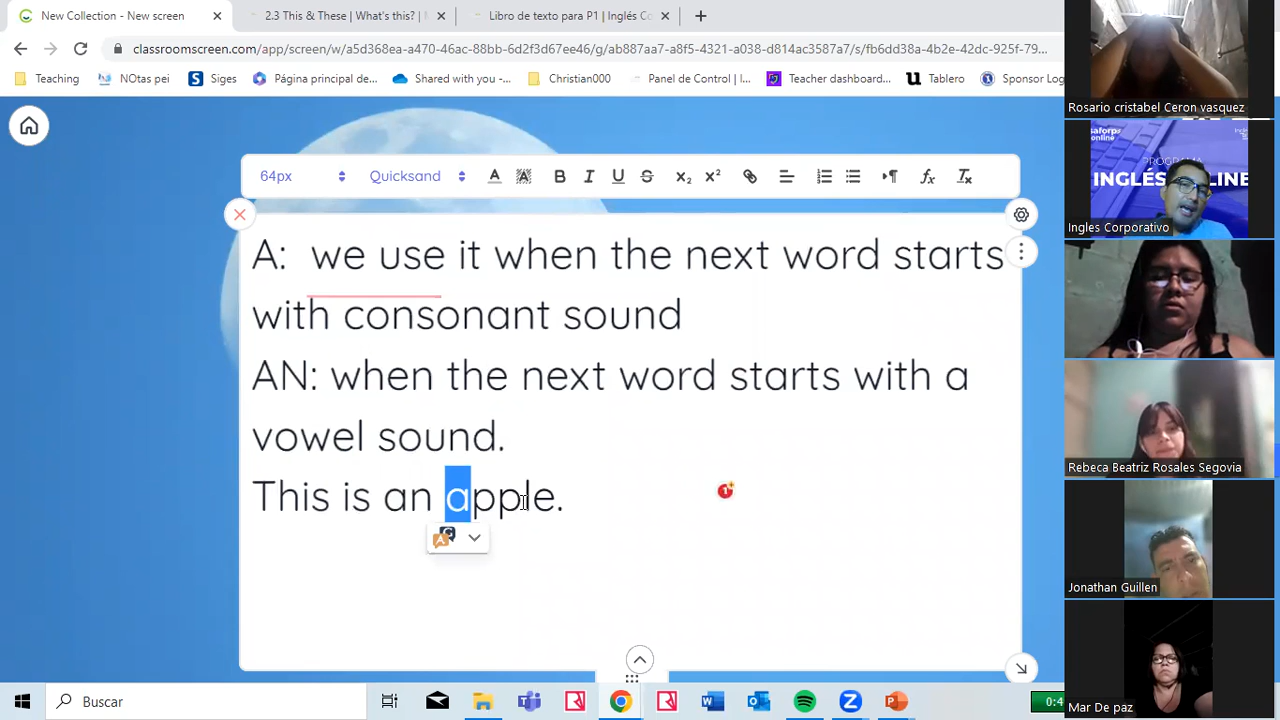 New Collection - New screen
2.3 This & These | What's this? | R
Libro de texto para P1 | Inglés Co
classroomscreen.com/app/screen/w/a5d368ea-a470-46ac-89bb-6d2f3d67ee46/g/ab887aa7-a8f5-4321-a038-d814ac3587a7/s/fb6dd38a-4b2e-42dc-925f-79...
Teaching
NOtas pei
Siges
Página principal de...
Shared with you -...
Christian000
Panel de Control | I...
Techer dashboard...
Tablero
Sponsor Log
64px
Quicksand
A: we use it when the next word starts
with consonant sound
AN: when the next word starts with a
vowel sound.
This is an apple.
Buscar
Rosario cristabel Ceron vasquez
saforp
online
PROGRAMA
INGLÉS ONLINE
Ingles Corporativo
Rebeca Beatriz Rosales Segovia
Jonathan Guillen
Mar De paz